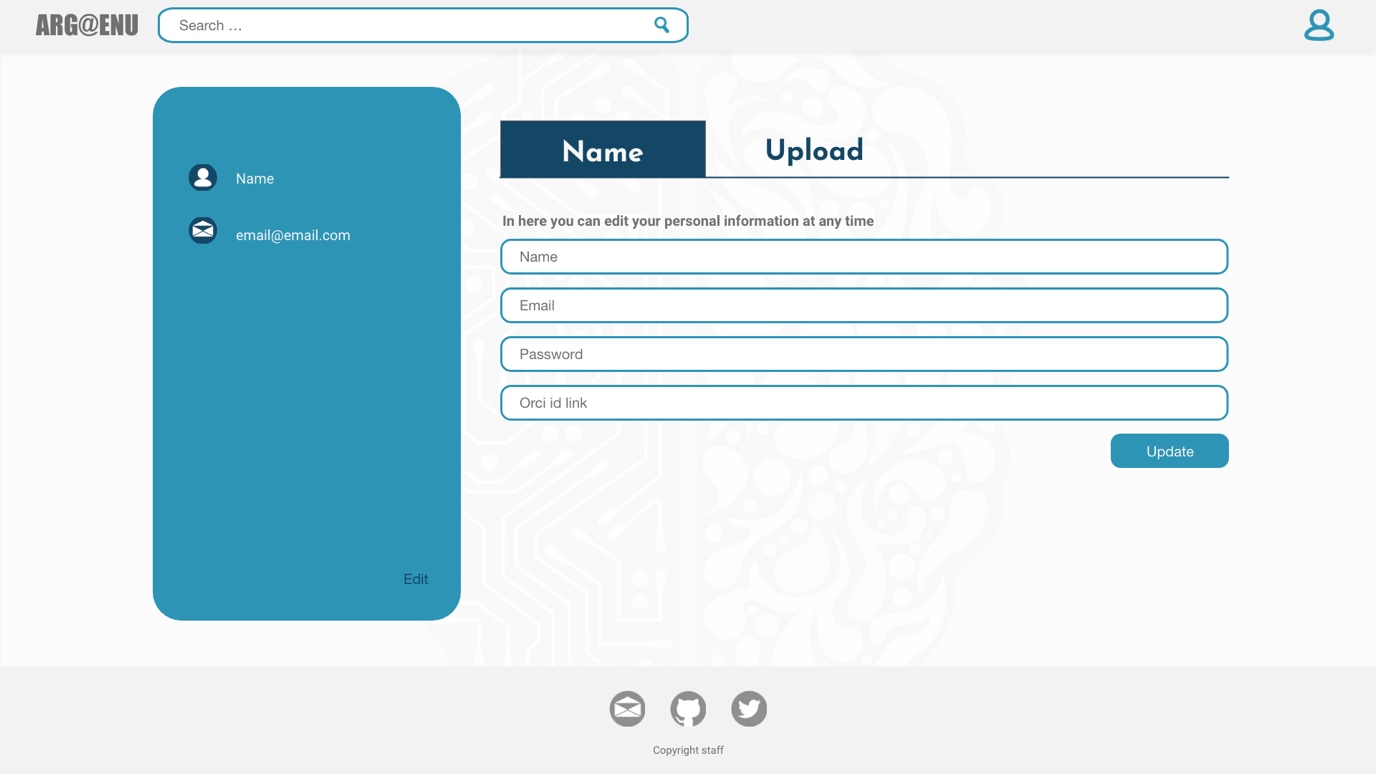 ARG@ENU
Search ...
Name
email@email.com
Edit
Name
Upload
In here you can edit your personal information at any time
Name
Email
Password
Orci id link
Update
Copyright staff